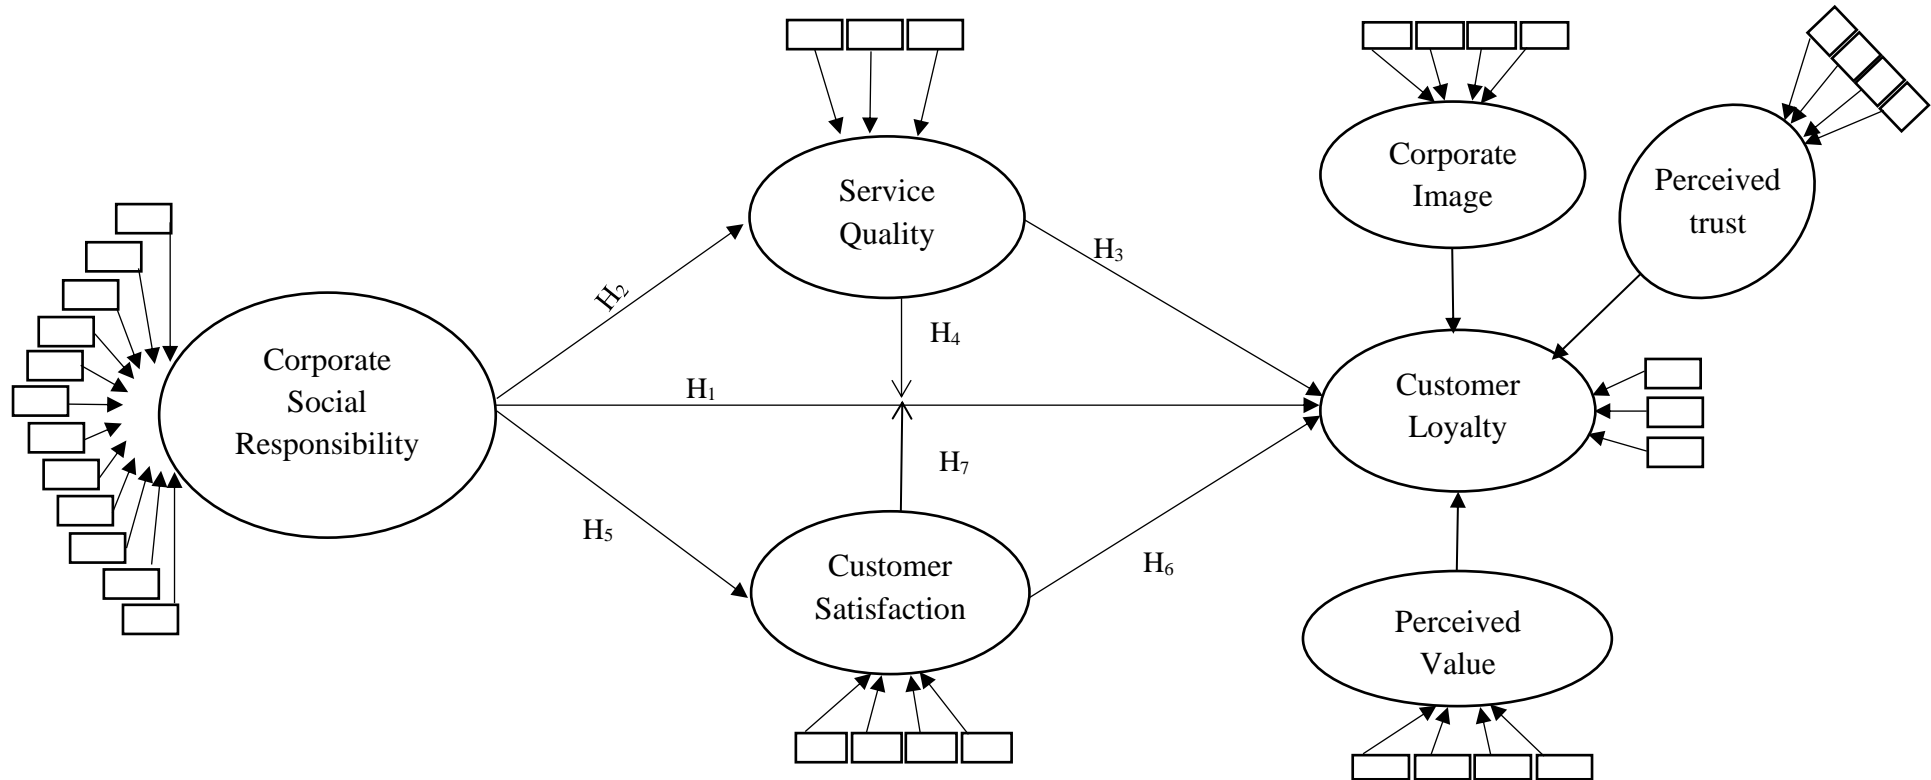 Service
Quality
Corporate
Image
Perceived
trust
H₂
H₃
H₄
Corporate
Social
Responsibility
H₁
Customer
Loyalty
H₅
H₇
H₆
Customer
Satisfaction
Perceived
Value